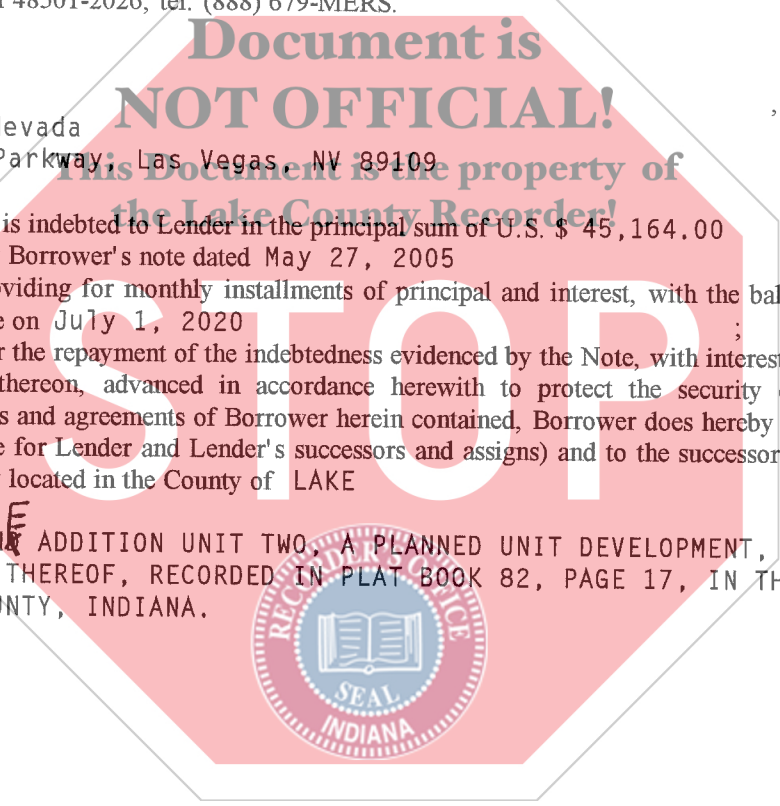 48501-2026, tel. (888) 679-MERS.
Document is
NOT OFFICIAL!
,
evada
Parkway, Las Vegas, NV 89109
This Document is the property of
the Lake County Recorder!
is indebted to Lender in the principal sum of U.S. $ 45,164.00
Borrower's note dated May 27, 2005
oviding for monthly installments of principal and interest, with the bal
e on July 1, 2020
;
r the repayment of the indebtedness evidenced by the Note, with interest
thereon, advanced in accordance herewith to protect the security
s and agreements of Borrower herein contained, Borrower does hereby
e for Lender and Lender's successors and assigns) and to the successor
located in the County of LAKE
STOP
E
ADDITION UNIT TWO, A PLANNED UNIT DEVELOPMENT,
THEREOF, RECORDED IN PLAT BOOK 82, PAGE 17, IN TH
NTY, INDIANA.
RECORDER'S OFFICE
SEAL
INDIANA